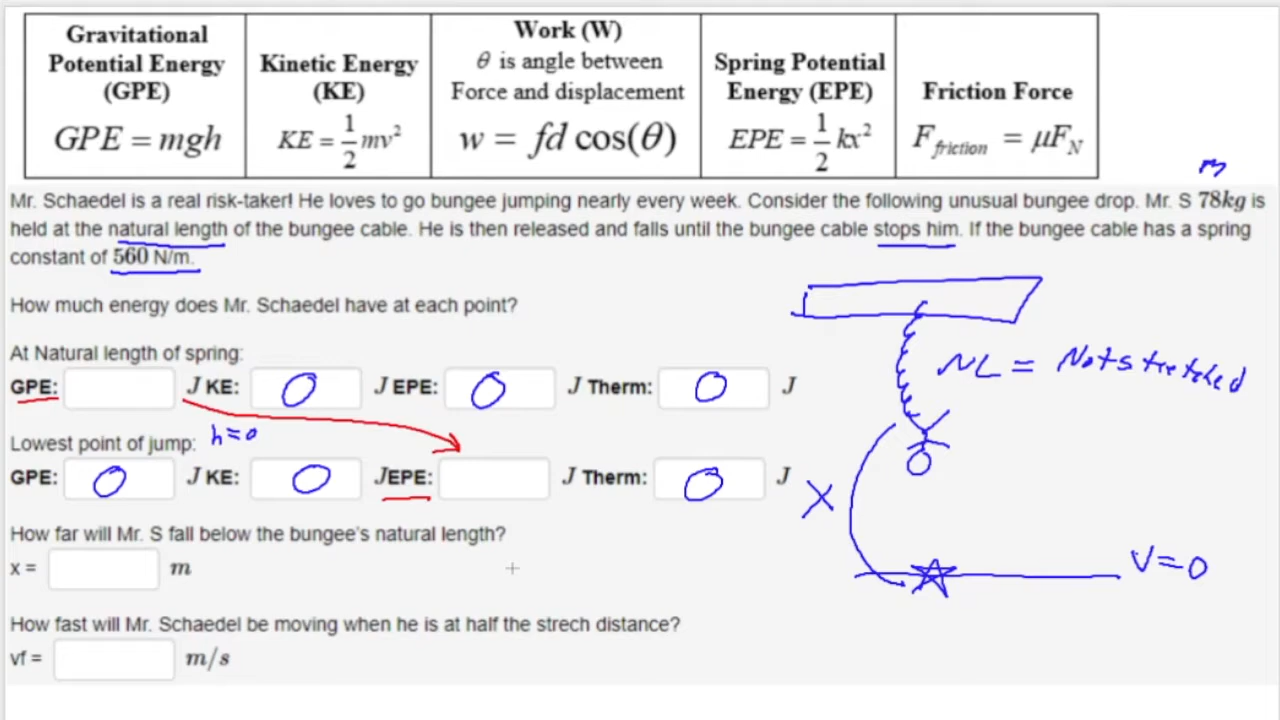 Gravitational Potential Energy (GPE)
GPE = mgh
Kinetic Energy (KE)
KE = 1/2 mv²
Work (W)
θ is angle between
Force and displacement
w = fd cos(θ)
Spring Potential Energy (EPE)
EPE = 1/2 kx²
Friction Force
F friction = μF_N
m
Mr. Schaedel is a real risk-taker! He loves to go bungee jumping nearly every week. Consider the following unusual bungee drop. Mr. S 78kg is
held at the natural length of the bungee cable. He is then released and falls until the bungee cable stops him. If the bungee cable has a spring
constant of 560 N/m.
How much energy does Mr. Schaedel have at each point?
At Natural length of spring:
GPE: J KE: 0 J EPE: 0 J Therm: 0 J
NL = Not stretched
Lowest point of jump: h=0
GPE: 0 J KE: 0 J EPE: J Therm: 0 J
X
How far will Mr. S fall below the bungee's natural length?
x = m
V=0
How fast will Mr. Schaedel be moving when he is at half the strech distance?
vf = m/s